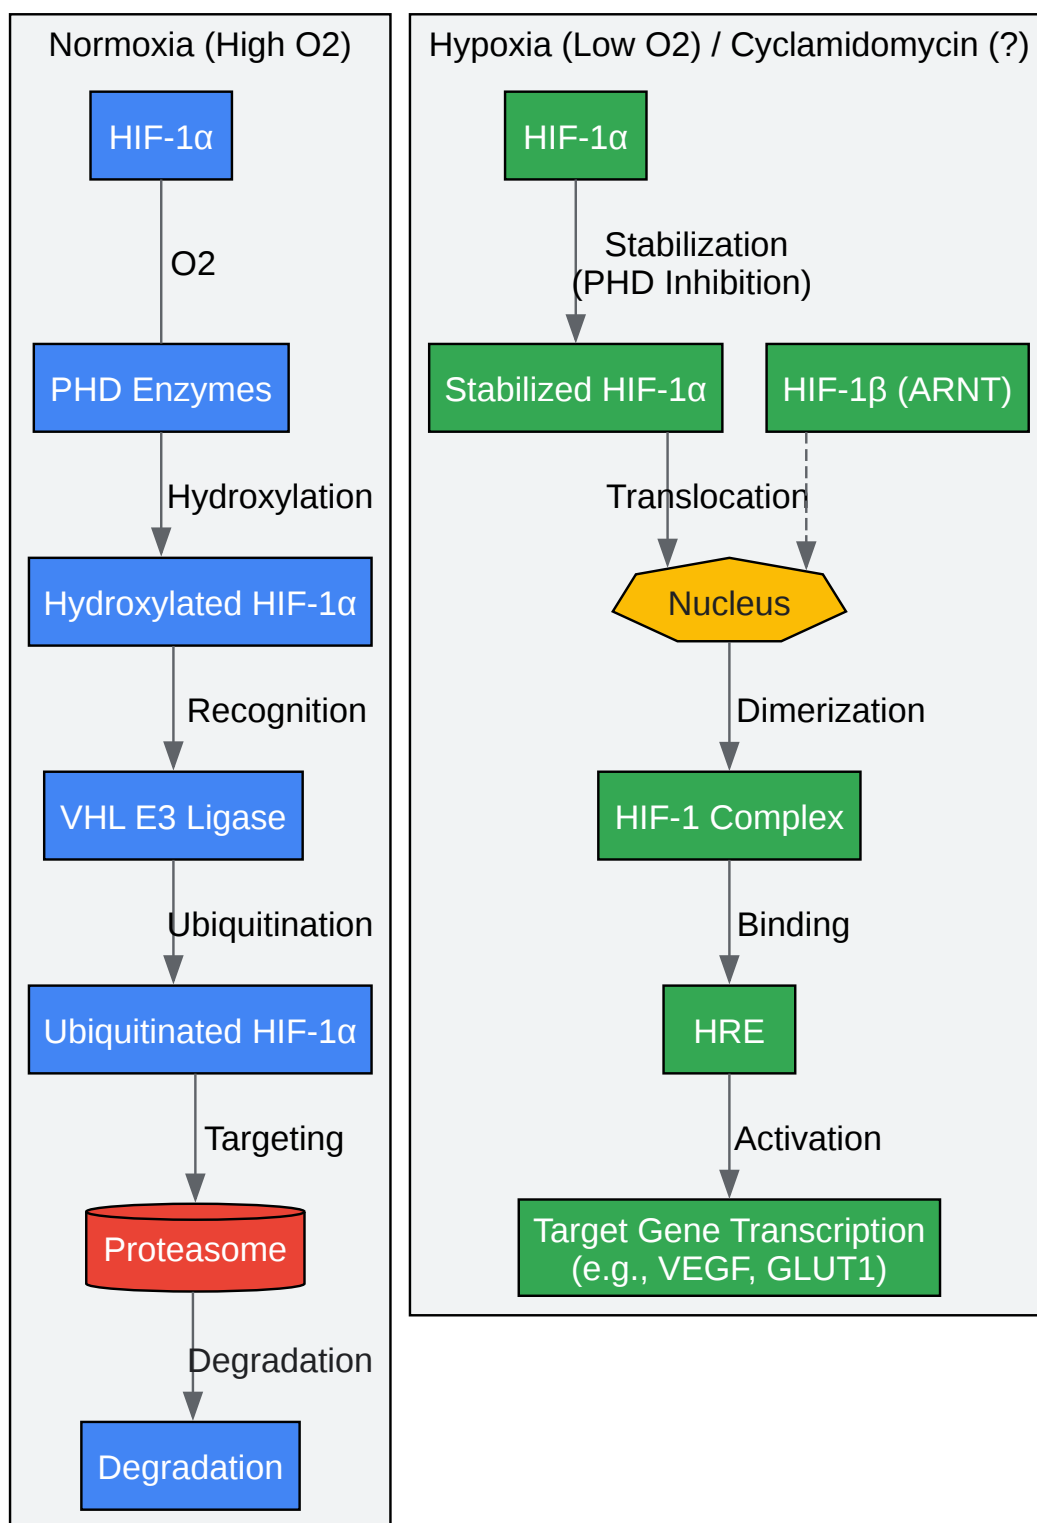 Normoxia (High O2)
HIF-1α
O2
PHD Enzymes
Hydroxylation
Hydroxylated HIF-1α
Recognition
VHL E3 Ligase
Ubiquitination
Ubiquitinated HIF-1α
Targeting
Proteasome
Degradation
Degradation
Hypoxia (Low O2) / Cyclamidomycin (?)
HIF-1α
Stabilization
(PHD Inhibition)
Stabilized HIF-1α
HIF-1β (ARNT)
Translocation
Nucleus
Dimerization
HIF-1 Complex
Binding
HRE
Activation
Target Gene Transcription
(e.g., VEGF, GLUT1)